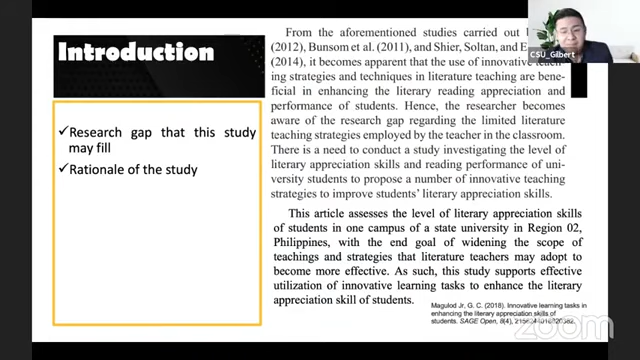 Introduction
✓Research gap that this study
may fill
✓Rationale of the study
From the aforementioned studies carried out
(2012), Bunsom et al. (2011), and Shier, Soltan, and E
(2014), it becomes apparent that the use of innovative
ing strategies and techniques in literature teaching are bene-
ficial in enhancing the literary reading appreciation and
performance of students. Hence, the researcher becomes
aware of the research gap regarding the limited literature
teaching strategies employed by the teacher in the classroom.
There is a need to conduct a study investigating the level of
literary appreciation skills and reading performance of uni-
versity students to propose a number of innovative teaching
strategies to improve students' literary appreciation skills.
This article assesses the level of literary appreciation skills
of students in one campus of a state university in Region 02,
Philippines, with the end goal of widening the scope of
teachings and strategies that literature teachers may adopt to
become more effective. As such, this study supports effective
utilization of innovative learning tasks to enhance the literary
appreciation skill of students.
Magulod Jr, G. C. (2018). Innovative learning tasks in
enhancing the literary appreciation skills of
students. SAGE Open, 8(4),
CSU_Gilbert
zoom